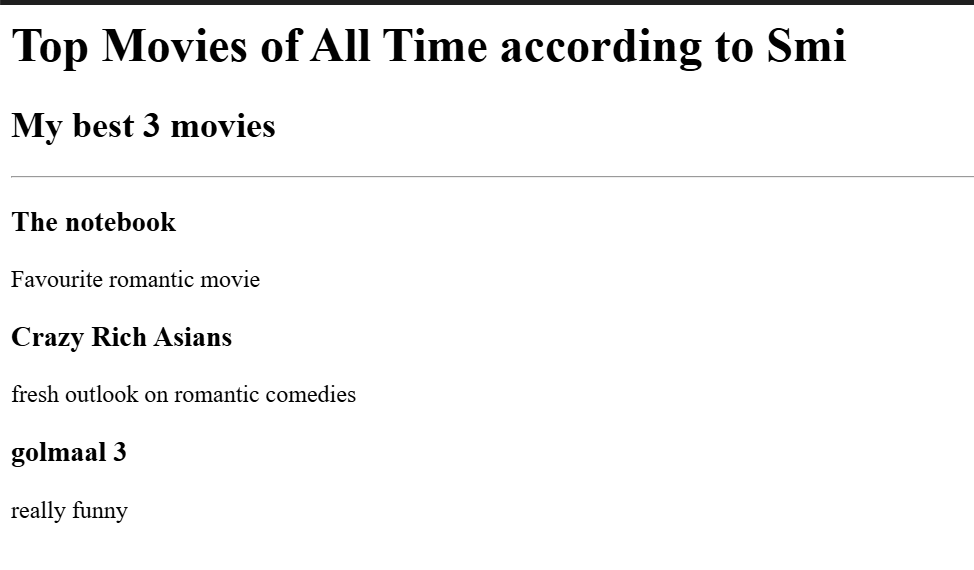 Top Movies of All Time according to Smi
My best 3 movies
The notebook
Favourite romantic movie
Crazy Rich Asians
fresh outlook on romantic comedies
golmaal 3
really funny